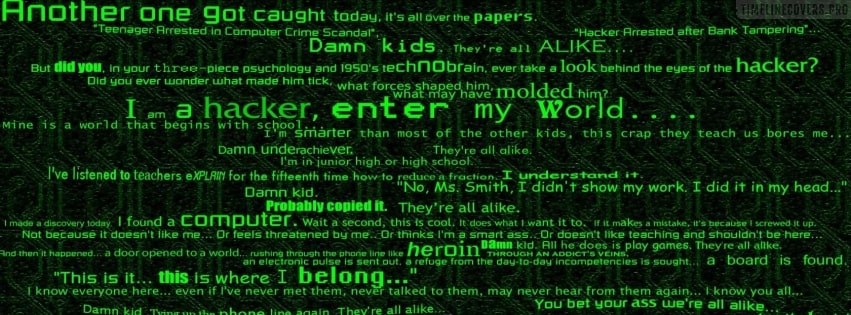 Another one got caught today, it's all over the papers.
TIMELINECOVERS.PRO
"Teenager Arrested in Computer Crime Scandal"... "Hacker Arrested after Bank Tampering"...
Damn kids. They're all ALIKE....
But did you, in your three-piece psychology and 1950's technobrain, ever take a look behind the eyes of the hacker?
Did you ever wonder what made him tick, what forces shaped him,
what may have molded him?
I am a hacker, enter my World....
Mine is a world that begins with school...
I'm smarter than most of the other kids, this crap they teach us bores me...
Damn underachiever. They're all alike.
I'm in junior high or high school.
I've listened to teachers explain for the fifteenth time how to reduce a fraction. I understand it.
"No, Ms. Smith, I didn't show my work. I did it in my head..."
Damn kid.
Probably copied it. They're all alike.
I made a discovery today. I found a computer. Wait a second, this is cool. It does what I want it to. If it makes a mistake, it's because I screwed it up.
Not because it doesn't like me... Or feels threatened by me.. Or thinks I'm a smart ass.. Or doesn't like teaching and shouldn't be here...
Damn kid. All he does is play games. They're all alike.
And then it happened... a door opened to a world... rushing through the phone line like heroin THROUGH AN ADDICT'S VEINS,
an electronic pulse is sent out, a refuge from the day-to-day incompetencies is sought... a board is found.
"This is it... this is where I belong..."
I know everyone here... even if I've never met them, never talked to them, may never hear from them again... I know you all...
Damn kid. Tying up the phone line again. They're all alike...
You bet your ass we're all alike...